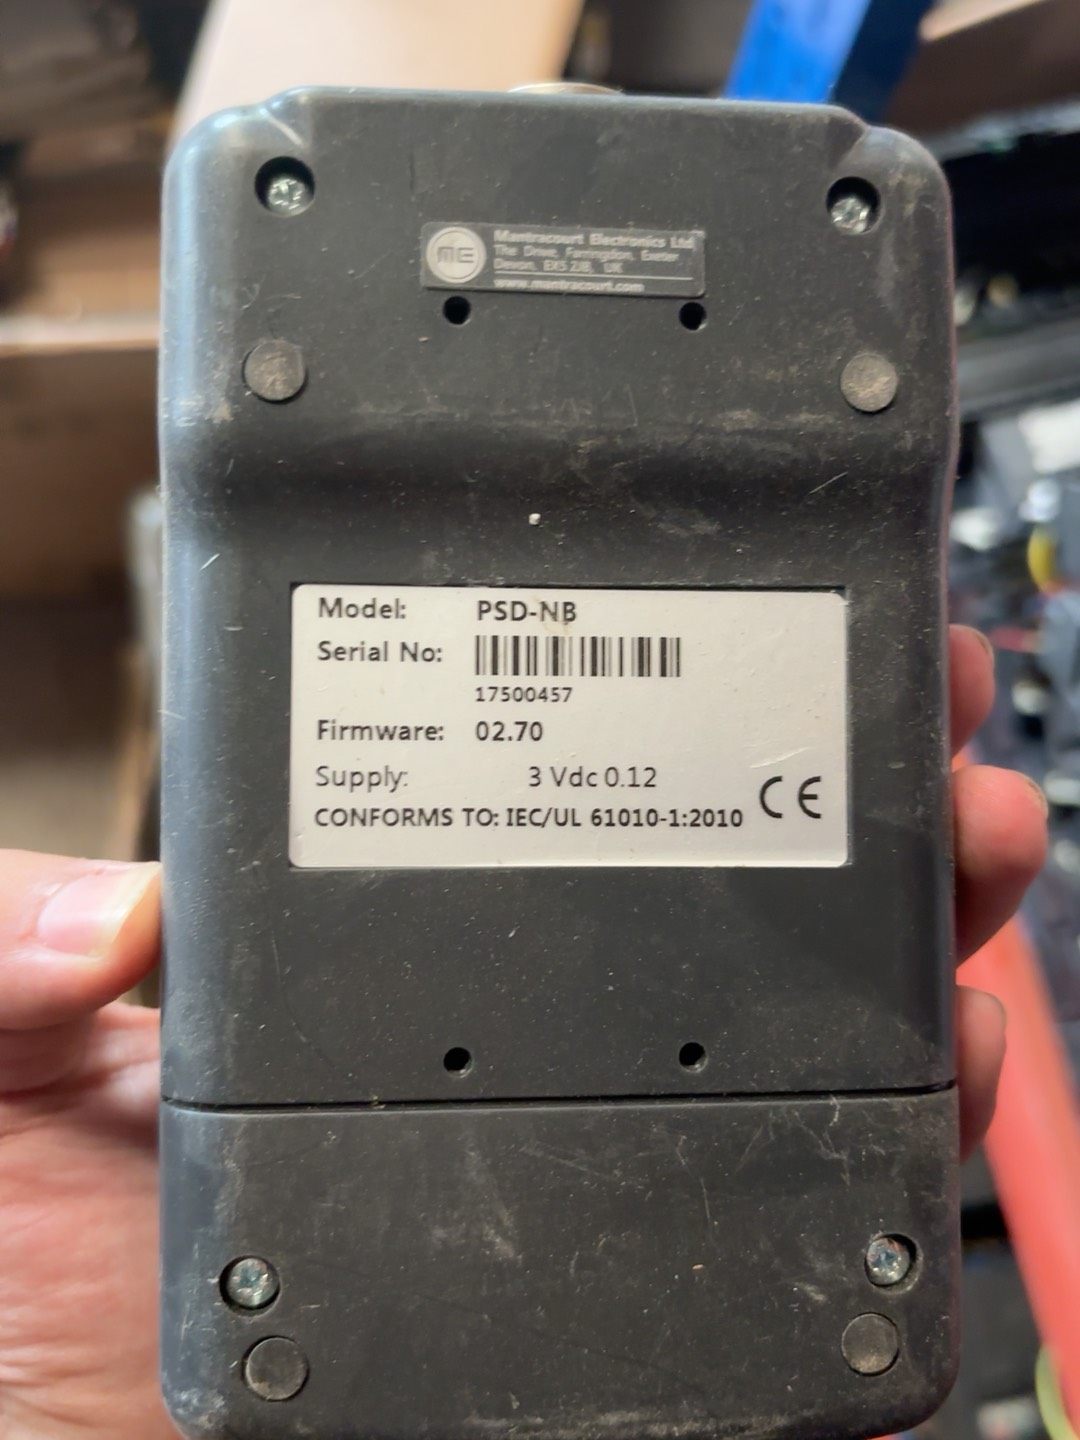 ME
Mantracourt Electronics Ltd
The Drive, Farringdon, Exeter
Devon, EX5 2JB, UK
www.mantracourt.com
Model: PSD-NB
Serial No:
17500457
Firmware: 02.70
Supply: 3 Vdc 0.12
CONFORMS TO: IEC/UL 61010-1:2010 CE